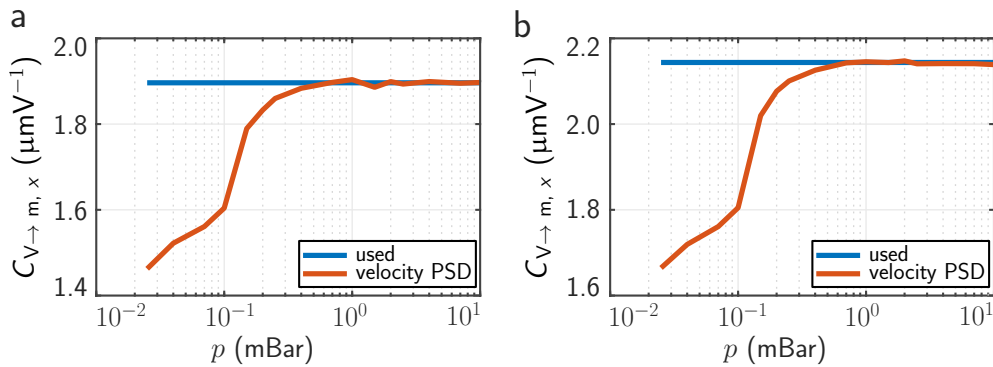 a
2.0
1.8
1.6
1.4
C_V→ m, x (µmV⁻¹)
used
velocity PSD
10⁻² 10⁻¹ 10⁰ 10¹
p (mBar)
b
2.2
2.0
1.8
1.6
C_V→ m, x (µmV⁻¹)
used
velocity PSD
10⁻² 10⁻¹ 10⁰ 10¹
p (mBar)